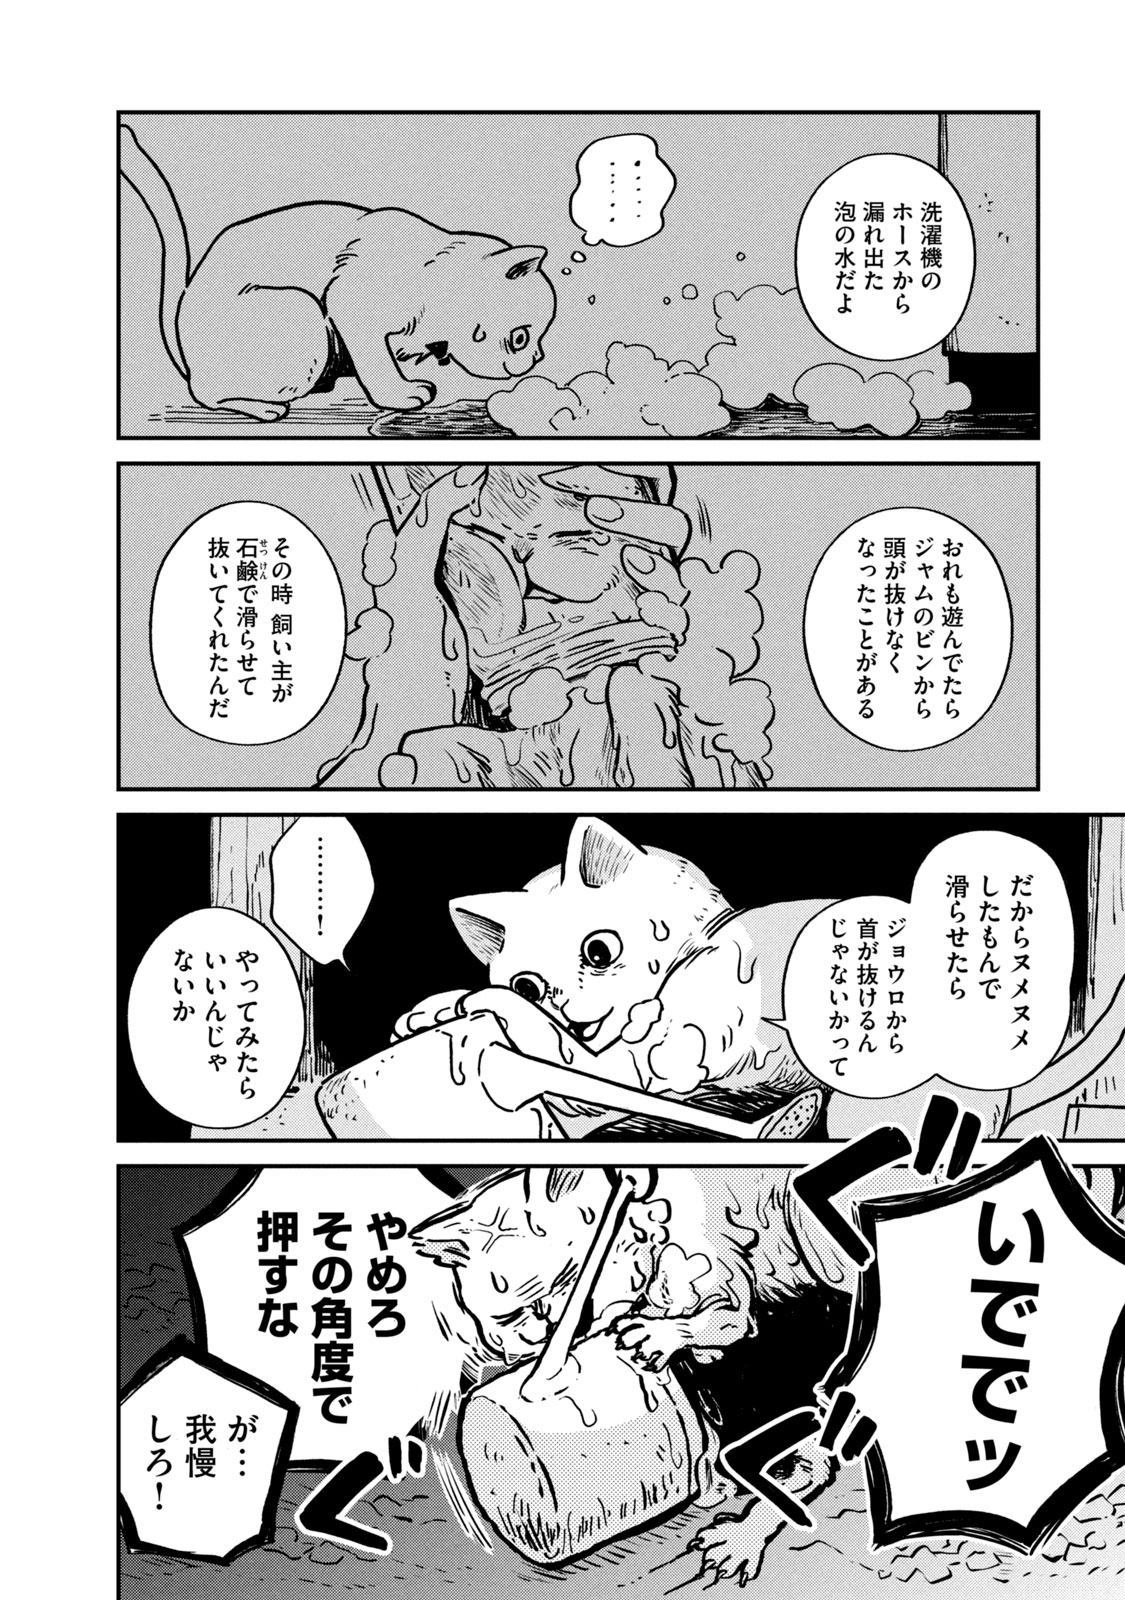 洗濯機の
ホースから
漏れ出た
泡の水だよ
……
……
おれも遊んでたら
ジャムのビンから
頭が抜けなく
なったことがある
その時 飼い主が
石鹸で滑らせて
抜いてくれたんだ
せっけん
だからヌメヌメ
したもんで
滑らせたら
ジョウロから
首が抜けるん
じゃないかって
………！
やってみたら
いいんじゃ
ないか
いででッ
ぐ
やめろ
その角度で
押すな
ぐ
が…
我慢
しろ！